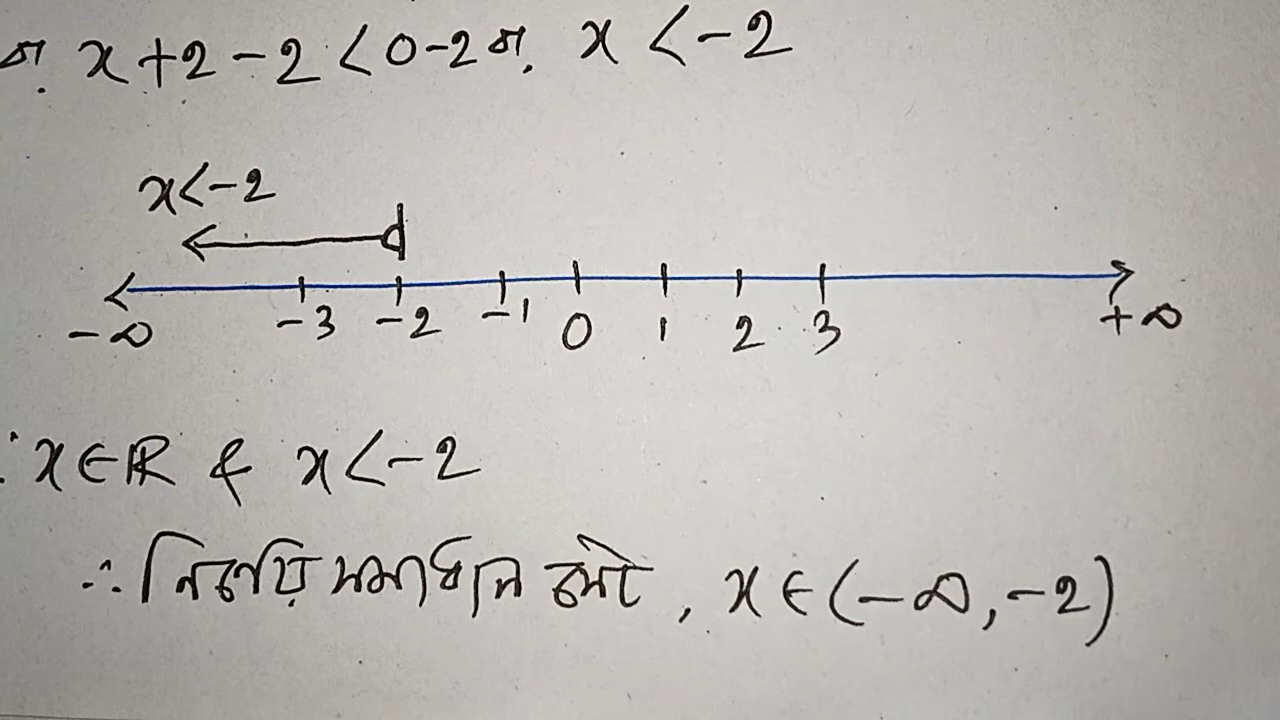 বা, x + 2 - 2 < 0 - 2 বা, x < -2
x < -2
-∞ -3 -2 -1 0 1 2 3 +∞
∴ x ∈ ℝ & x < -2
∴ নির্ণেয় সমাধান সেট, x ∈ (-∞, -2)